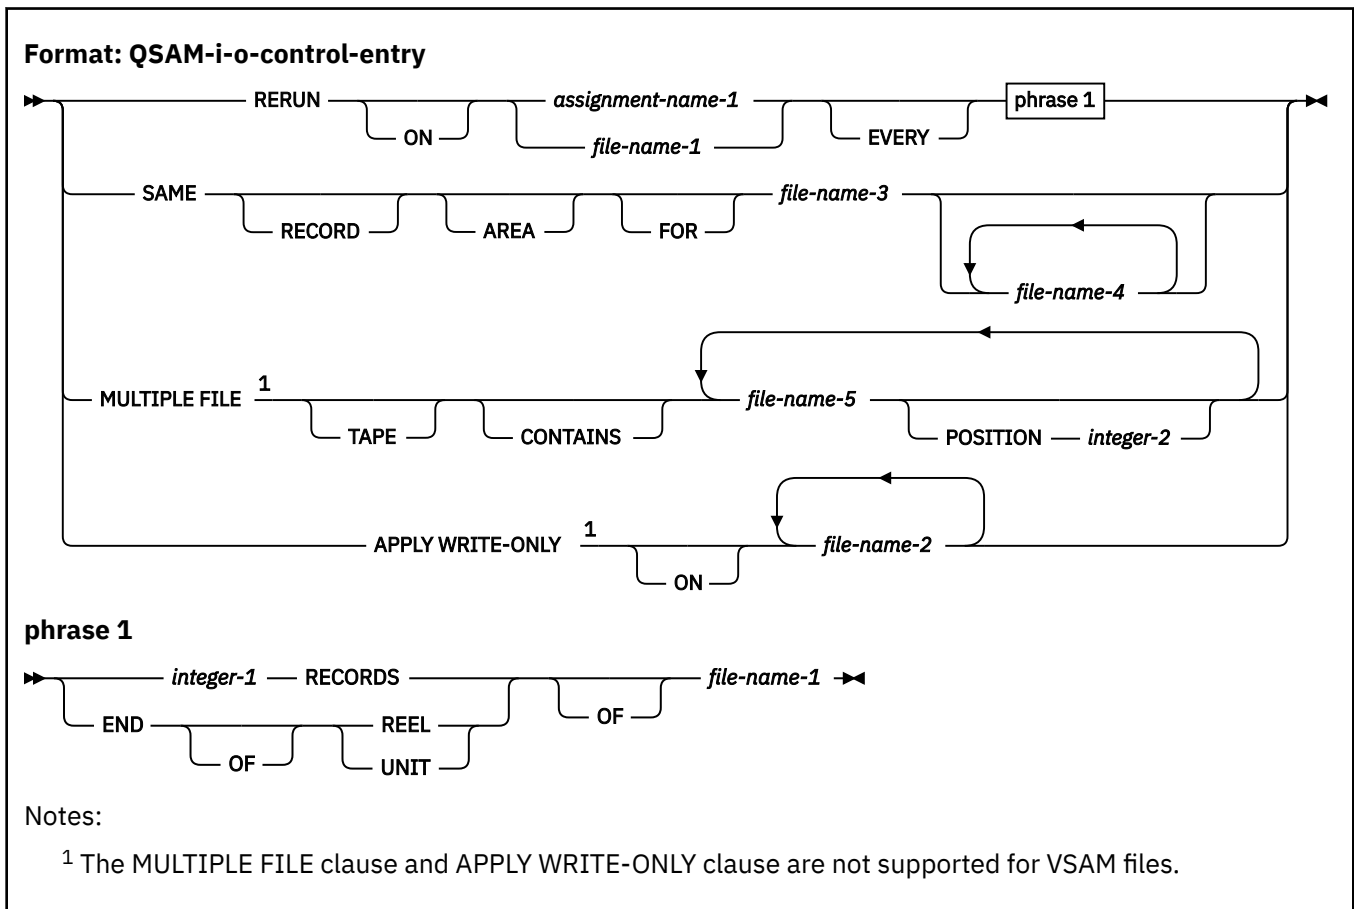 Format: QSAM-i-o-control-entry
RERUN ON assignment-name-1 file-name-1 EVERY phrase 1
SAME RECORD AREA FOR file-name-3 file-name-4
MULTIPLE FILE 1 TAPE CONTAINS file-name-5 POSITION integer-2
APPLY WRITE-ONLY 1 ON file-name-2
phrase 1
integer-1 RECORDS OF file-name-1
END OF REEL
UNIT
Notes:
1 The MULTIPLE FILE clause and APPLY WRITE-ONLY clause are not supported for VSAM files.